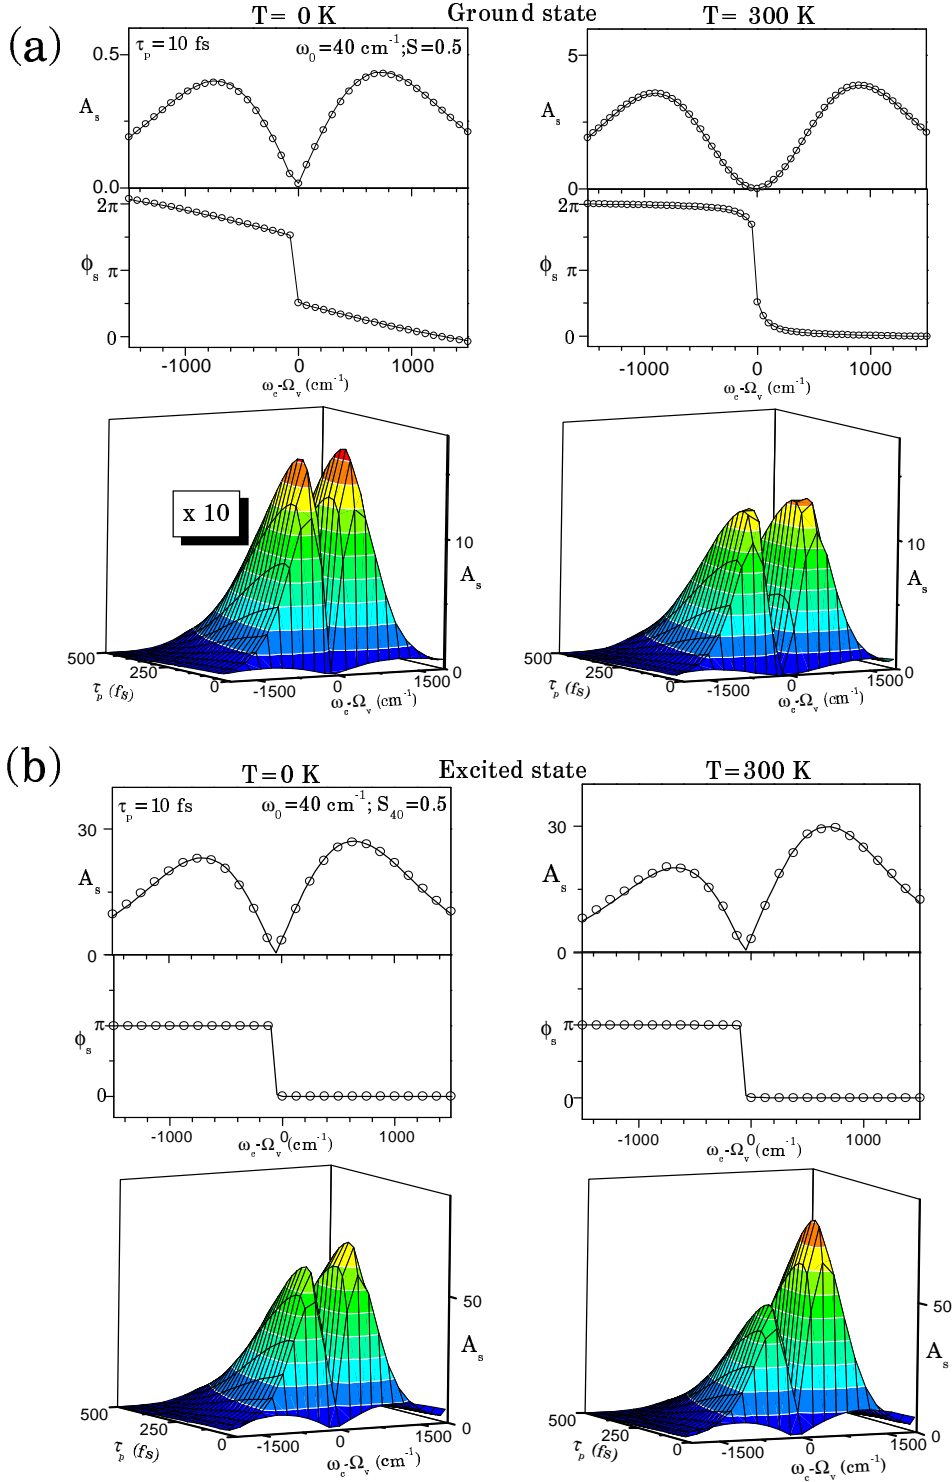 (a)
T= 0 K
Ground state
T= 300 K
τp=10 fs
ω0=40 cm-1;S=0.5
0.5
As
0.0
5
As
0
2π
ϕs π
0
2π
ϕs π
0
-1000 0 1000
ωc-Ωv (cm-1)
-1000 0 1000
ωc-Ωv (cm-1)
x 10
10
As
0
500
250
0
τp (fs)
-1500 0 1500
ωc-Ωv (cm-1)
10
As
0
500
250
0
τp (fs)
-1500 0 1500
ωc-Ωv (cm-1)
(b)
T=0 K
Excited state
T=300 K
τp=10 fs
ω0=40 cm-1; S40=0.5
30
As
0
30
As
0
π
ϕs
0
π
ϕs
0
-1000 0 1000
ωc-Ωv (cm-1)
-1000 0 1000
ωc-Ωv (cm-1)
50
As
0
500
250
0
τp (fs)
-1500 0 1500
ωc-Ωv (cm-1)
50
As
0
500
250
0
τp (fs)
-1500 0 1500
ωc-Ωv (cm-1)